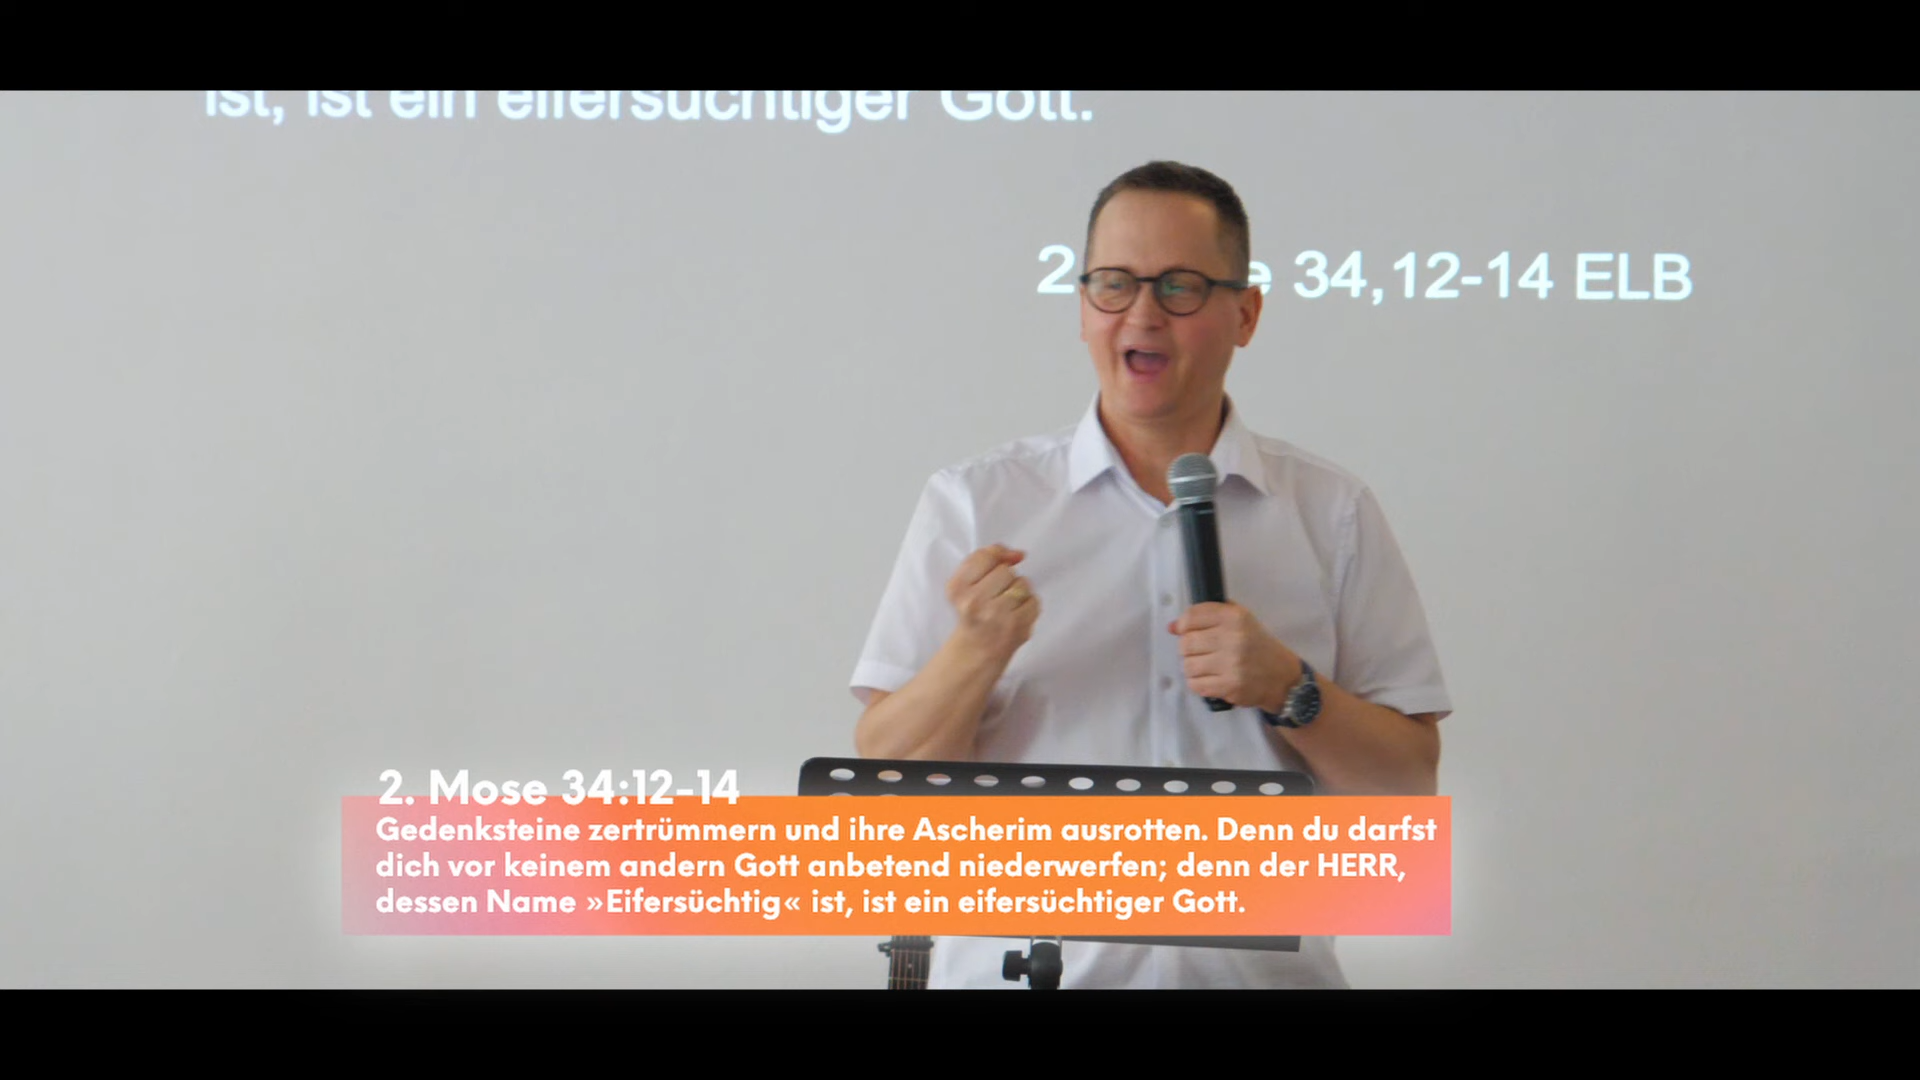 ist, ist ein eifersüchtiger Gott.
2. e 34,12-14 ELB
2. Mose 34:12-14
Gedenksteine zertrümmern und ihre Ascherim ausrotten. Denn du darfst
dich vor keinem andern Gott anbetend niederwerfen; denn der HERR,
dessen Name »Eifersüchtig« ist, ist ein eifersüchtiger Gott.